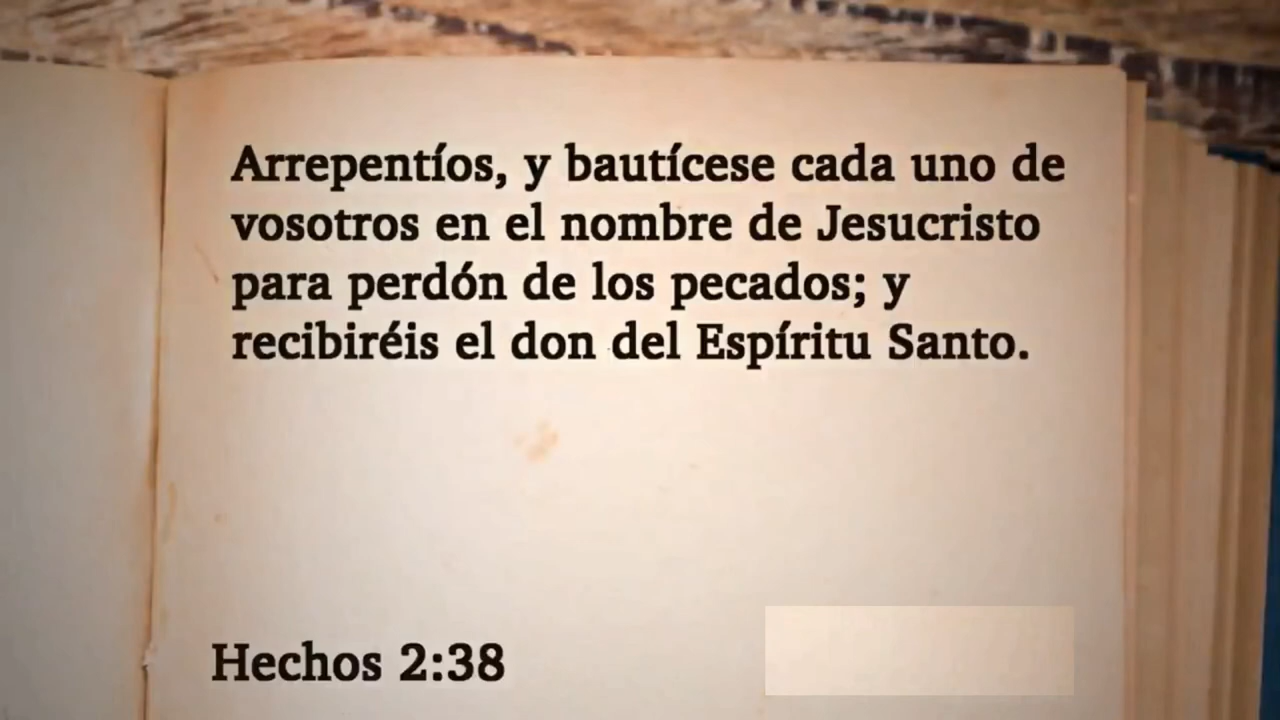 Arrepentíos, y bautícese cada uno de
vosotros en el nombre de Jesucristo
para perdón de los pecados; y
recibiréis el don del Espíritu Santo.
Hechos 2:38